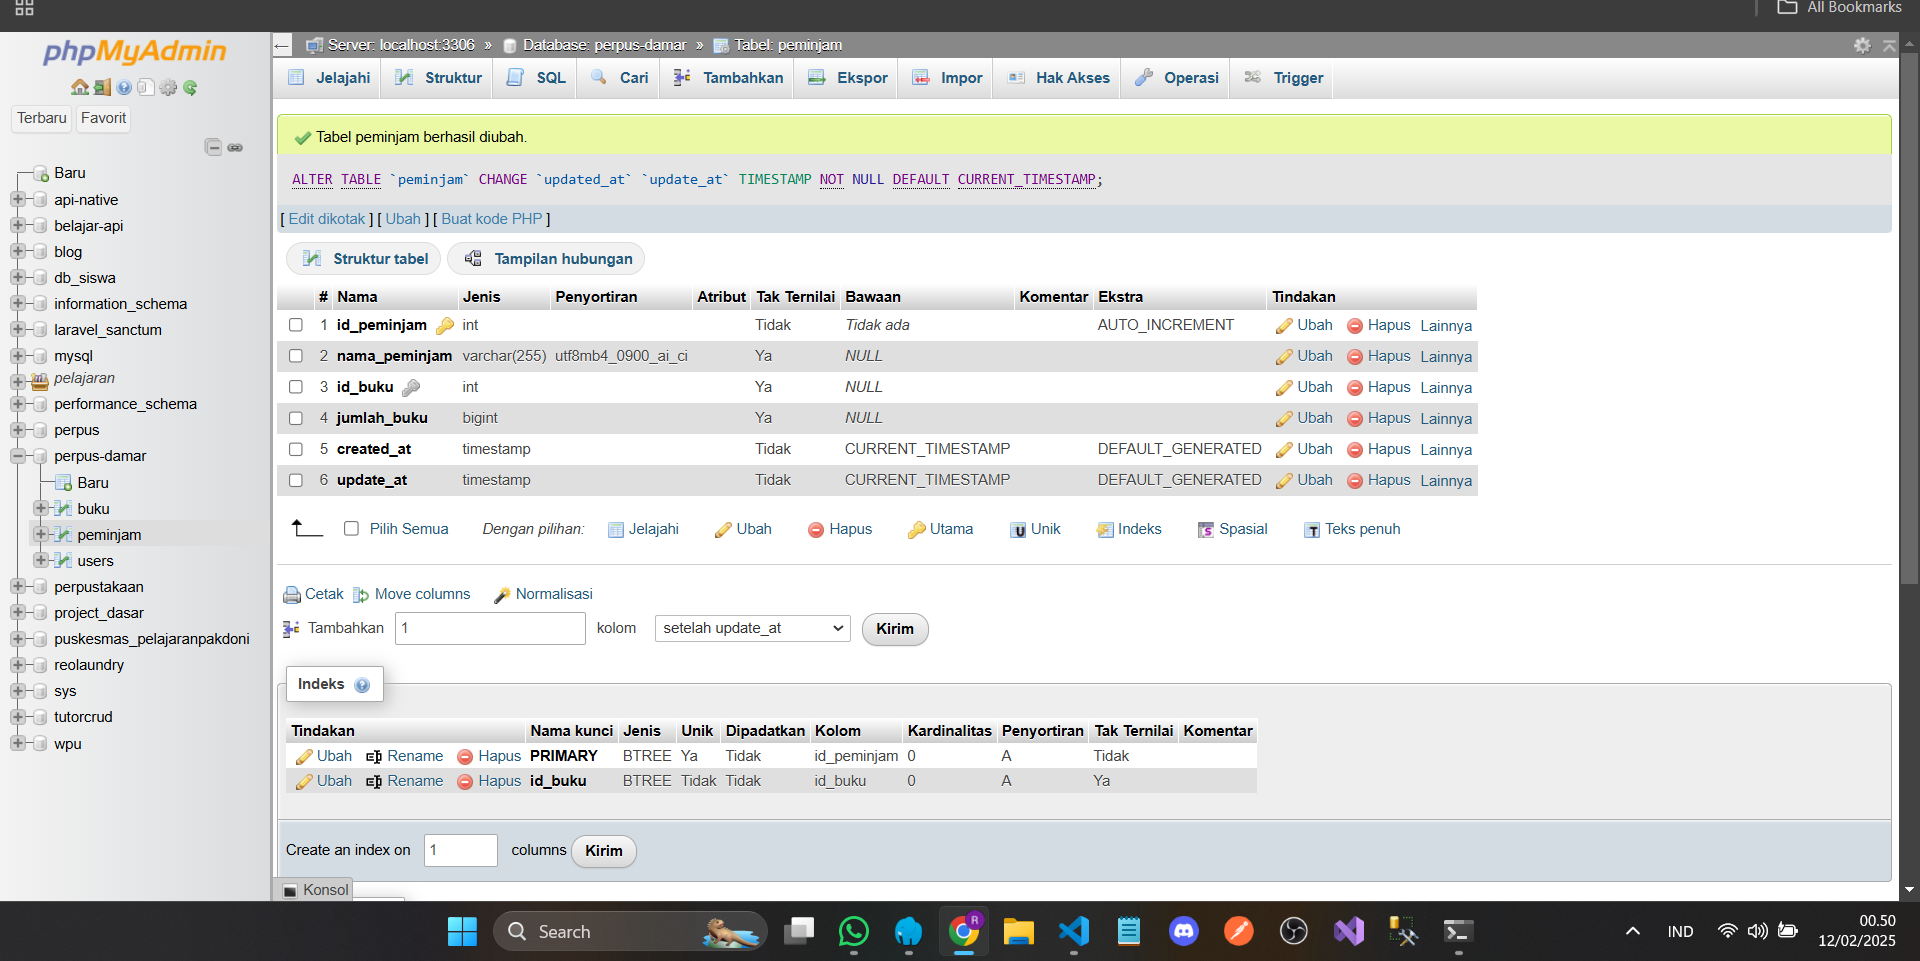 All Bookmarks
phpMyAdmin
Terbaru Favorit
Baru
api-native
belajar-api
blog
db_siswa
information_schema
laravel_sanctum
mysql
pelajaran
performance_schema
perpus
perpus-damar
Baru
buku
peminjam
users
perpustakaan
project_dasar
puskesmas_pelajaranpakdoni
reolaundry
sys
tutorcrud
wpu
Server: localhost:3306 » Database: perpus-damar » Tabel: peminjam
Jelajahi Struktur SQL Cari Tambahkan Ekspor Impor Hak Akses Operasi Trigger
Tabel peminjam berhasil diubah.
ALTER TABLE `peminjam` CHANGE `updated_at` `update_at` TIMESTAMP NOT NULL DEFAULT CURRENT_TIMESTAMP;
[ Edit dikotak ] [ Ubah ] [ Buat kode PHP ]
Struktur tabel Tampilan hubungan
# Nama Jenis Penyortiran Atribut Tak Ternilai Bawaan Komentar Ekstra Tindakan
1 id_peminjam int Tidak Tidak ada AUTO_INCREMENT Ubah Hapus Lainnya
2 nama_peminjam varchar(255) utf8mb4_0900_ai_ci Ya NULL Ubah Hapus Lainnya
3 id_buku int Ya NULL Ubah Hapus Lainnya
4 jumlah_buku bigint Ya NULL Ubah Hapus Lainnya
5 created_at timestamp Tidak CURRENT_TIMESTAMP DEFAULT_GENERATED Ubah Hapus Lainnya
6 update_at timestamp Tidak CURRENT_TIMESTAMP DEFAULT_GENERATED Ubah Hapus Lainnya
Pilih Semua Dengan pilihan: Jelajahi Ubah Hapus Utama Unik Indeks Spasial Teks penuh
Cetak Move columns Normalisasi
Tambahkan 1 kolom setelah update_at Kirim
Indeks
Tindakan Nama kunci Jenis Unik Dipadatkan Kolom Kardinalitas Penyortiran Tak Ternilai Komentar
Ubah Rename Hapus PRIMARY BTREE Ya Tidak id_peminjam 0 A Tidak
Ubah Rename Hapus id_buku BTREE Tidak Tidak id_buku 0 A Ya
Create an index on 1 columns Kirim
Konsol
Search
R
IND
00.50
12/02/2025